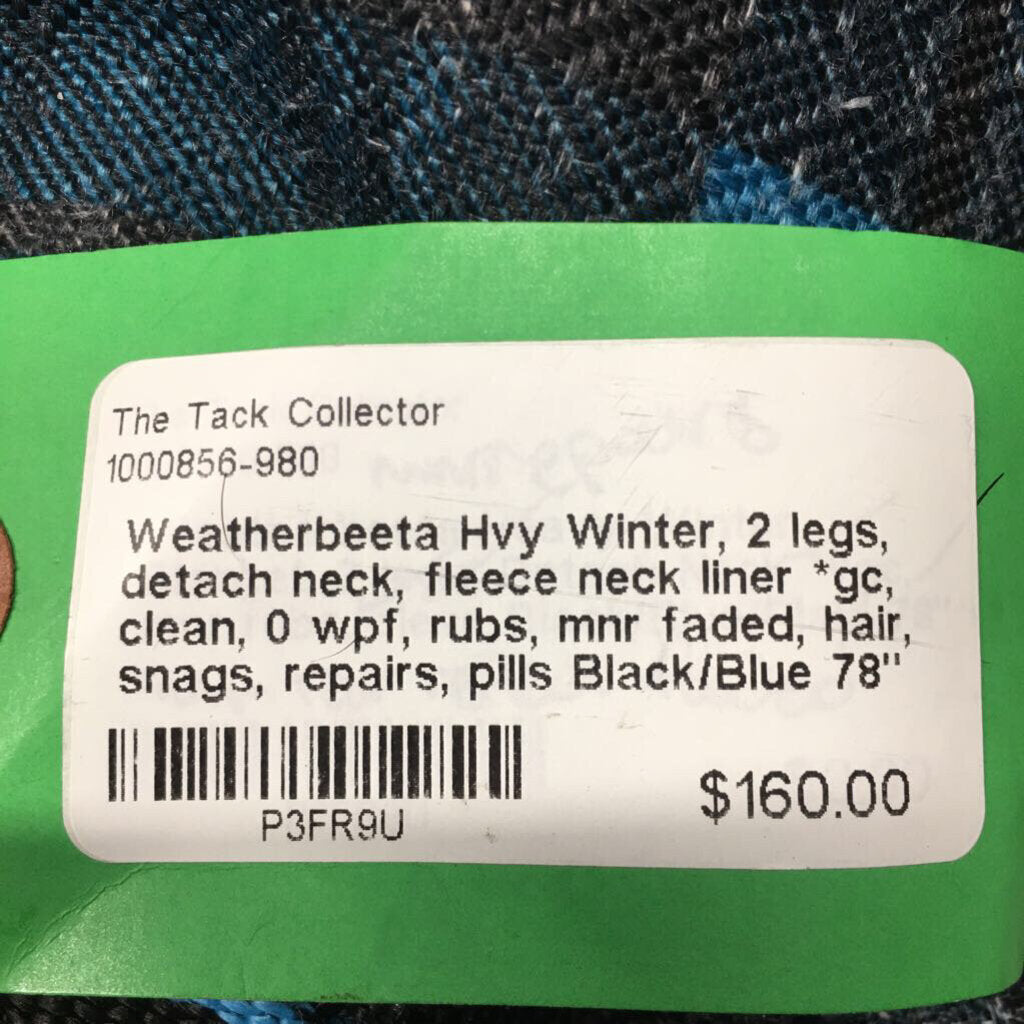 The Tack Collector
1000856-980
Weatherbeeta Hvy Winter, 2 legs,
detach neck, fleece neck liner *gc,
clean, 0 wpf, rubs, mnr faded, hair,
snags, repairs, pills Black/Blue 78"
P3FR9U
$160.00